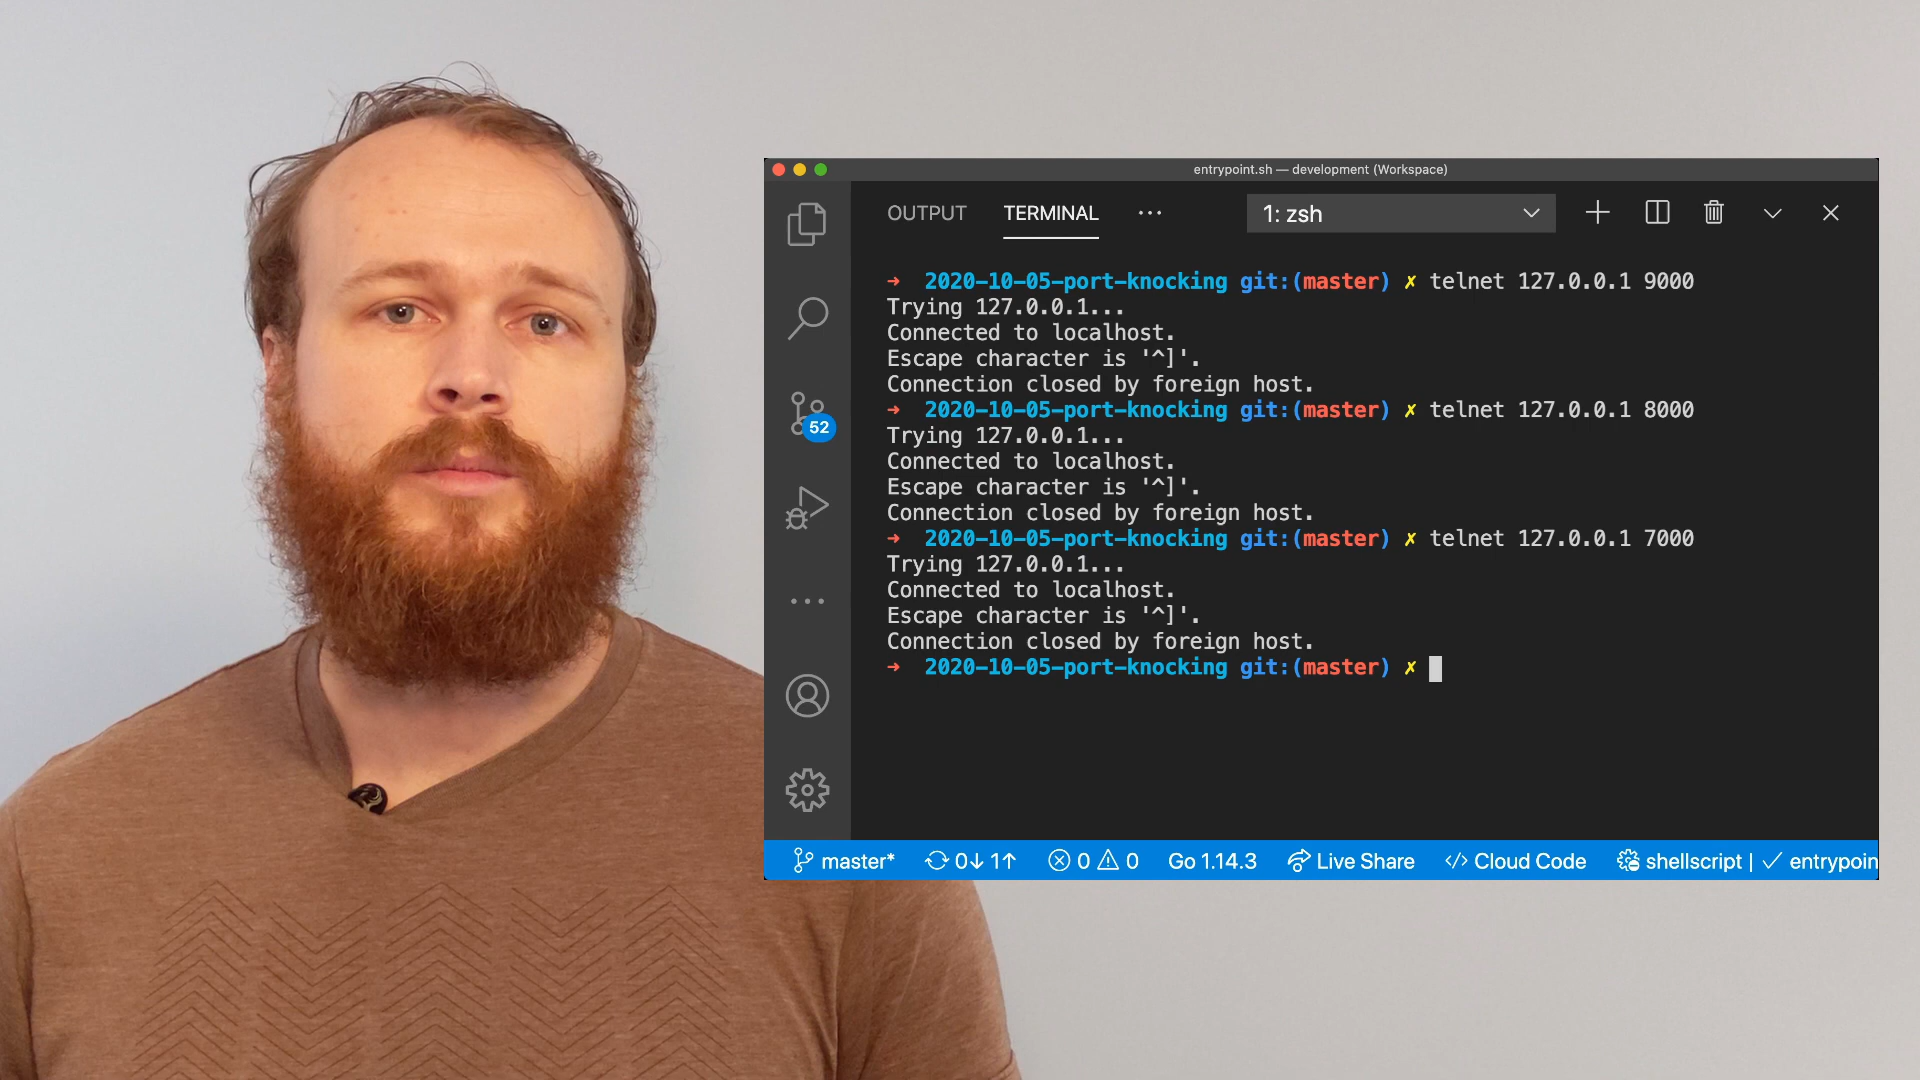 entrypoint.sh — development (Workspace)
OUTPUT TERMINAL ··· 1: zsh
➜ 2020-10-05-port-knocking git:(master) ✗ telnet 127.0.0.1 9000
Trying 127.0.0.1...
Connected to localhost.
Escape character is '^]'.
Connection closed by foreign host.
➜ 2020-10-05-port-knocking git:(master) ✗ telnet 127.0.0.1 8000
Trying 127.0.0.1...
Connected to localhost.
Escape character is '^]'.
Connection closed by foreign host.
➜ 2020-10-05-port-knocking git:(master) ✗ telnet 127.0.0.1 7000
Trying 127.0.0.1...
Connected to localhost.
Escape character is '^]'.
Connection closed by foreign host.
➜ 2020-10-05-port-knocking git:(master) ✗
52
master* 0↓ 1↑ 0 0 Go 1.14.3 Live Share Cloud Code shellscript | ✓ entrypoin